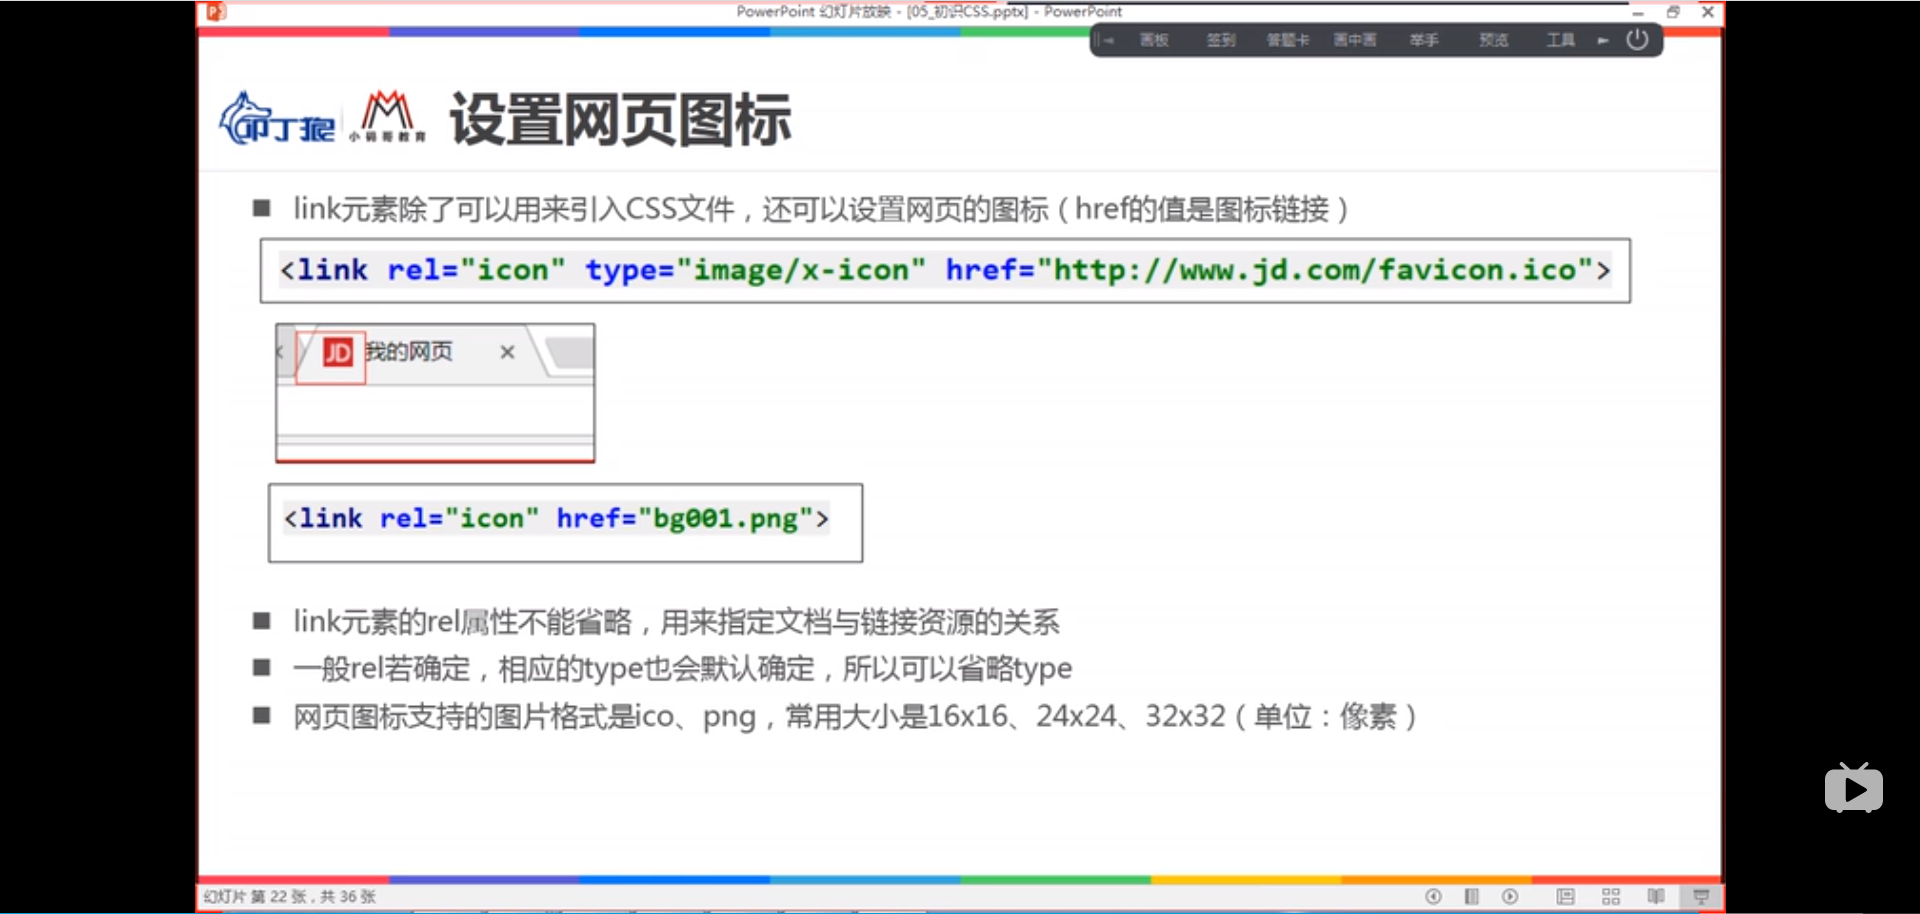 PowerPoint 幻灯片放映 - [05_初识CSS.pptx] - PowerPoint
画板 签到 答题卡 画中画 举手 预览 工具
叩丁狼 小码哥教育 设置网页图标
link元素除了可以用来引入CSS文件，还可以设置网页的图标（href的值是图标链接）
<link rel="icon" type="image/x-icon" href="http://www.jd.com/favicon.ico">
JD 我的网页
<link rel="icon" href="bg001.png">
link元素的rel属性不能省略，用来指定文档与链接资源的关系
一般rel若确定，相应的type也会默认确定，所以可以省略type
网页图标支持的图片格式是ico、png，常用大小是16x16、24x24、32x32（单位：像素）
幻灯片 第 22 张，共 36 张